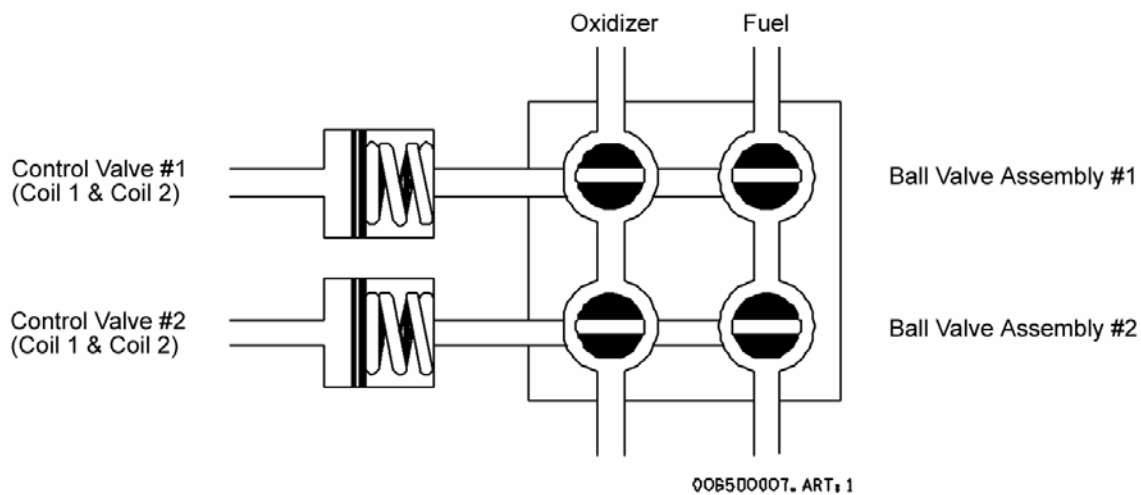 Oxidizer Fuel
Control Valve #1
(Coil 1 & Coil 2)
Ball Valve Assembly #1
Control Valve #2
(Coil 1 & Coil 2)
Ball Valve Assembly #2
006500007. ART; 1